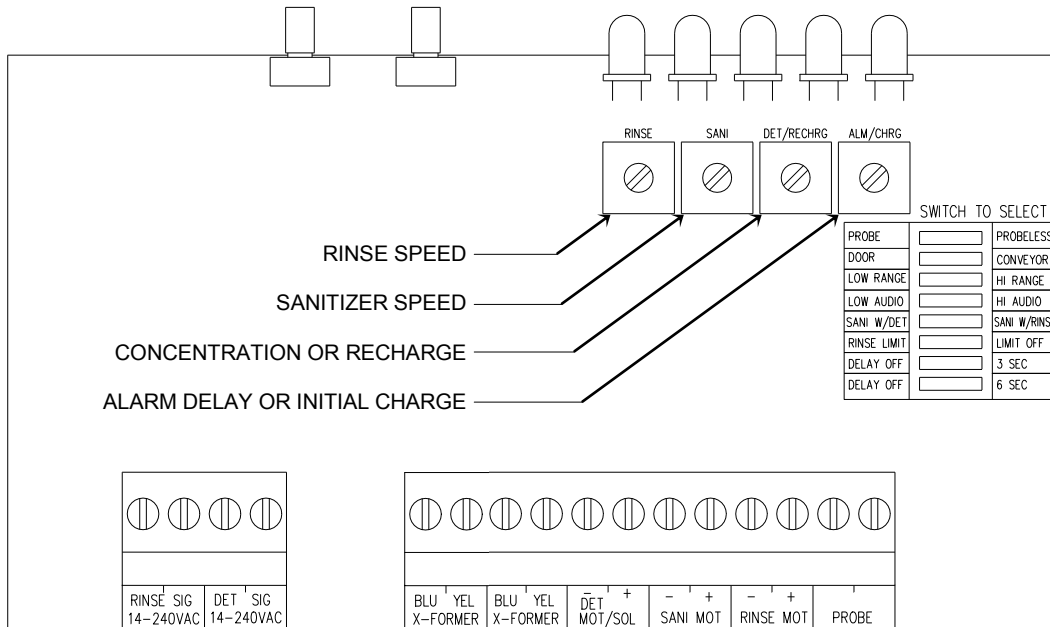 RINSE SANI DET/RECHRG ALM/CHRG
SWITCH TO SELECT
PROBE PROBELESS
DOOR CONVEYOR
LOW RANGE HI RANGE
LOW AUDIO HI AUDIO
SANI W/DET SANI W/RINS
RINSE LIMIT LIMIT OFF
DELAY OFF 3 SEC
DELAY OFF 6 SEC
RINSE SPEED
SANITIZER SPEED
CONCENTRATION OR RECHARGE
ALARM DELAY OR INITIAL CHARGE
RINSE SIG
14-240VAC
DET SIG
14-240VAC
BLU YEL
X-FORMER
BLU YEL
X-FORMER
- +
DET
MOT/SOL
- +
SANI MOT
- +
RINSE MOT
PROBE